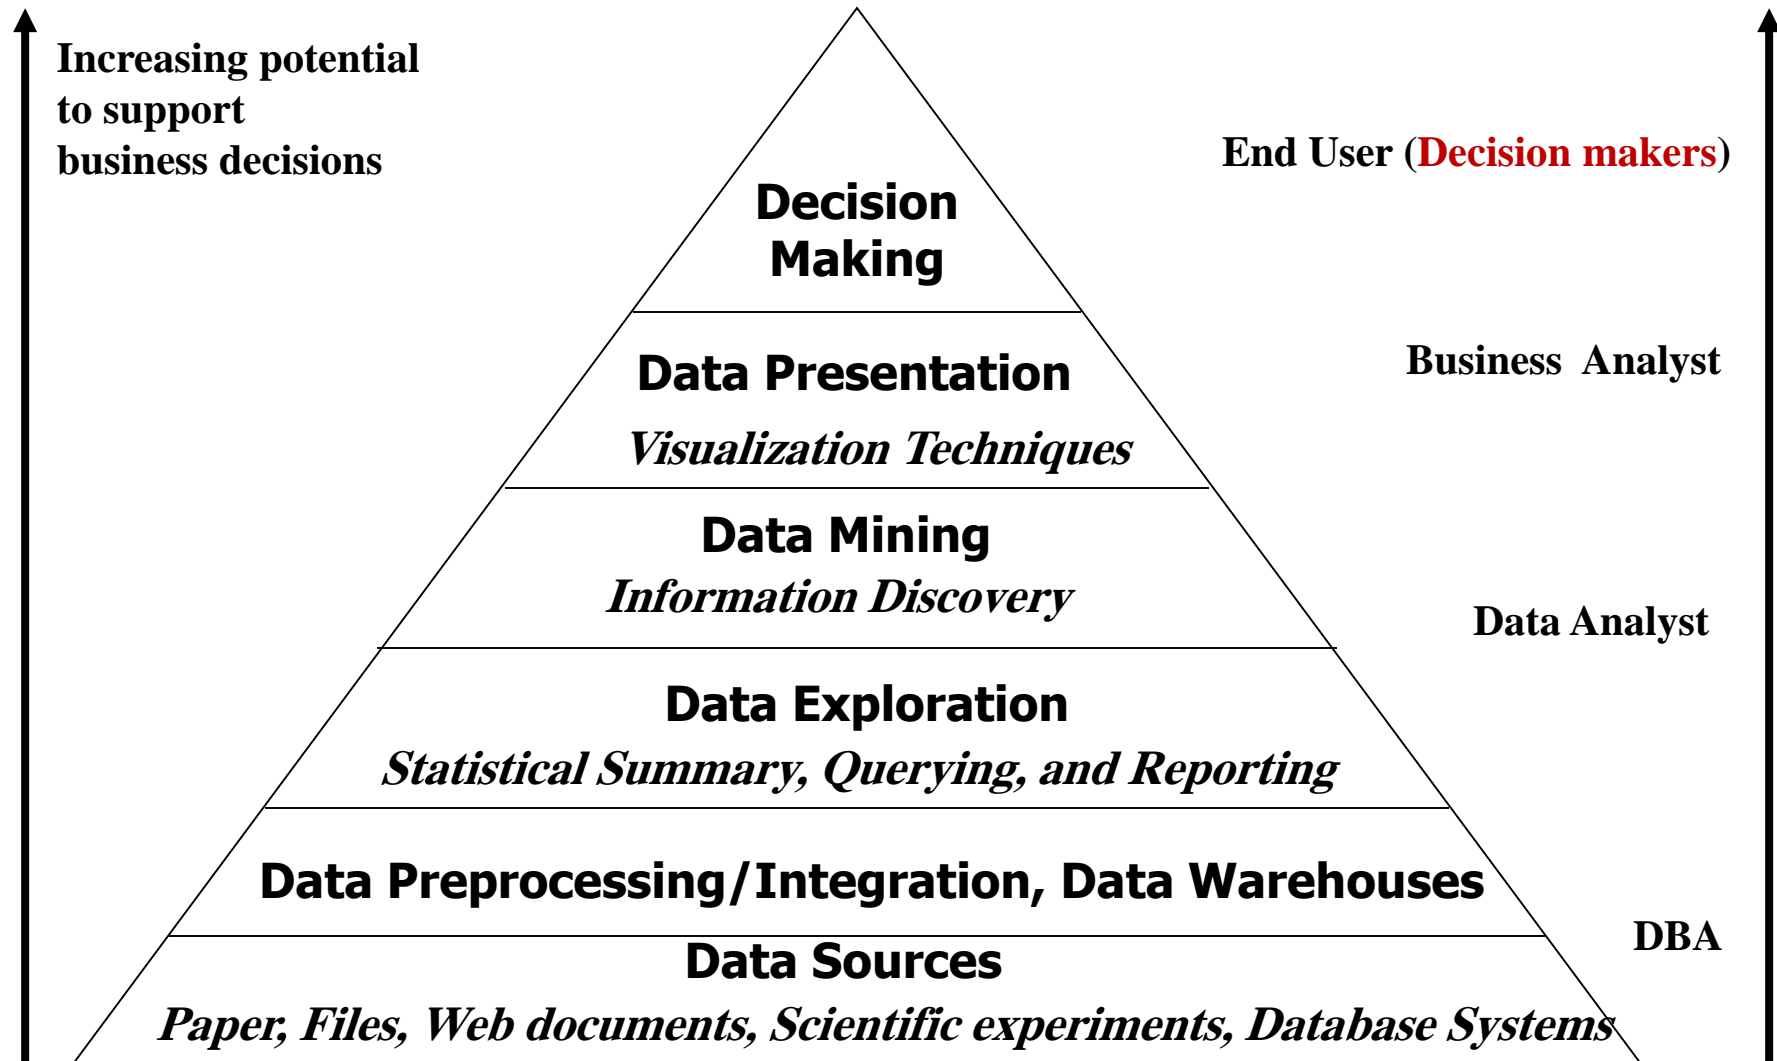 Increasing potential
to support
business decisions
End User (Decision makers)
Decision
Making
Business Analyst
Data Presentation
Visualization Techniques
Data Mining
Information Discovery
Data Analyst
Data Exploration
Statistical Summary, Querying, and Reporting
Data Preprocessing/Integration, Data Warehouses
DBA
Data Sources
Paper, Files, Web documents, Scientific experiments, Database Systems